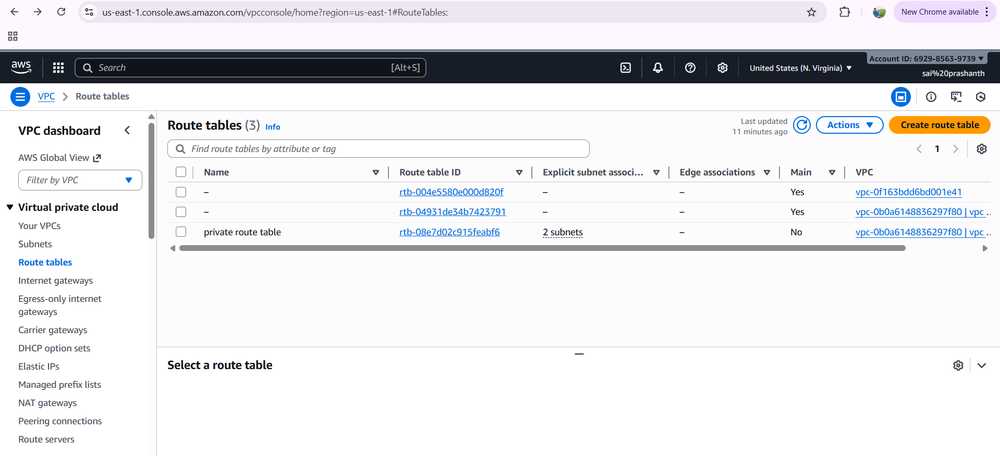 us-east-1.console.aws.amazon.com/vpcconsole/home?region=us-east-1#RouteTables:
New Chrome available
aws
Search
[Alt+S]
United States (N. Virginia)
Account ID: 6929-8563-9739
sai%20prashanth
VPC
Route tables
VPC dashboard
AWS Global View
Filter by VPC
Virtual private cloud
Your VPCs
Subnets
Route tables
Internet gateways
Egress-only internet
gateways
Carrier gateways
DHCP option sets
Elastic IPs
Managed prefix lists
NAT gateways
Peering connections
Route servers
Route tables (3) Info
Last updated
11 minutes ago
Actions
Create route table
Find route tables by attribute or tag
1
Name Route table ID Explicit subnet associ... Edge associations Main VPC
– rtb-004e5580e000d820f – – Yes vpc-0f163bdd6bd001e41
– rtb-04931de34b7423791 – – Yes vpc-0b0a6148836297f80 | vpc ..
private route table rtb-08e7d02c915feabf6 2 subnets – No vpc-0b0a6148836297f80 | vpc ..
Select a route table